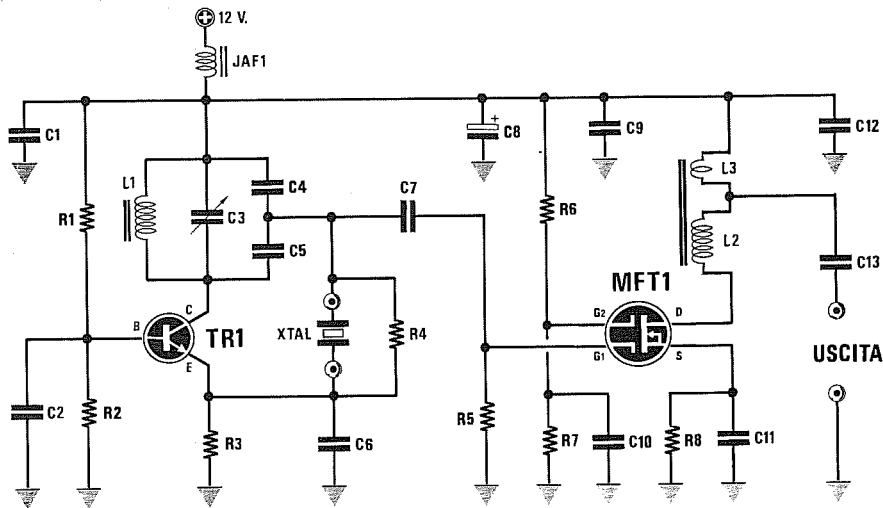 12 V.
JAF1
C1
C8
+
C9
C12
L1
C4
C7
L3
R1
C3
R6
C5
L2
C13
MFT1
C
G2
D
B
TR1
XTAL
R4
G1
S
USCITA
E
C2
R2
R3
C6
R5
R7
C10
R8
C11